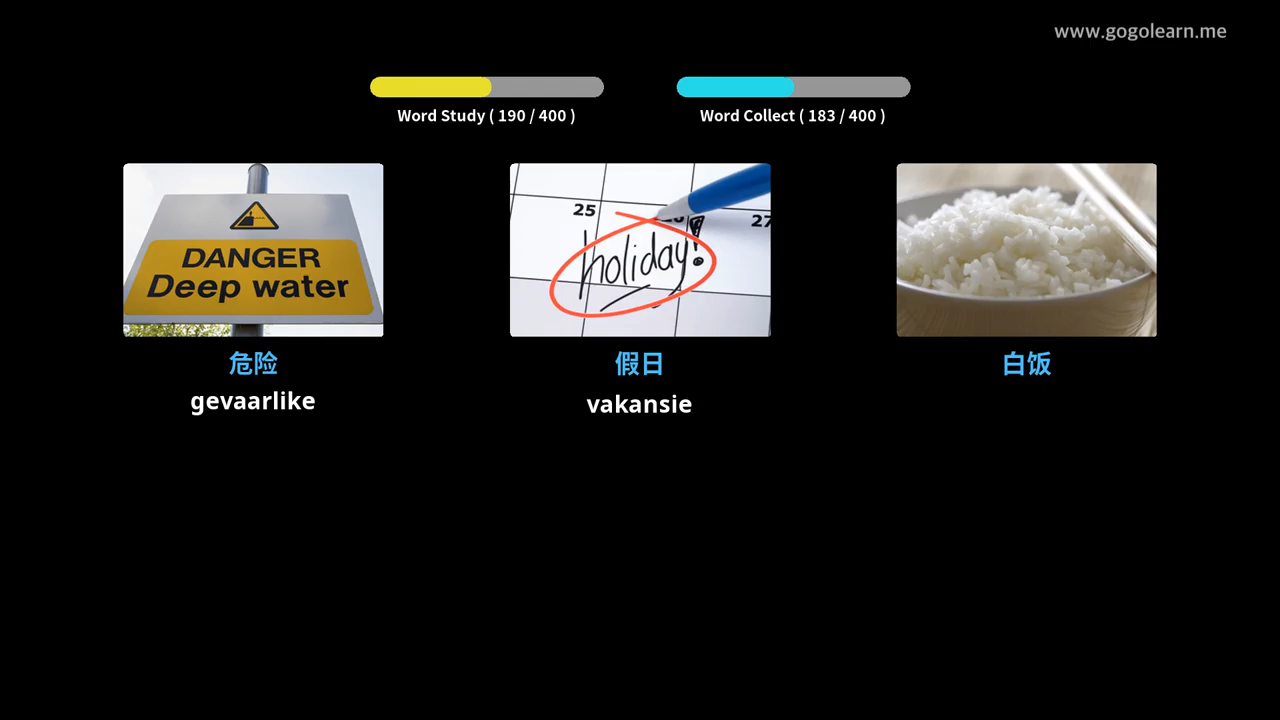 www.gogolearn.me
Word Study ( 190 / 400 )
Word Collect ( 183 / 400 )
DANGER
Deep water
25
27
holiday!
危险
假日
白饭
gevaarlike
vakansie